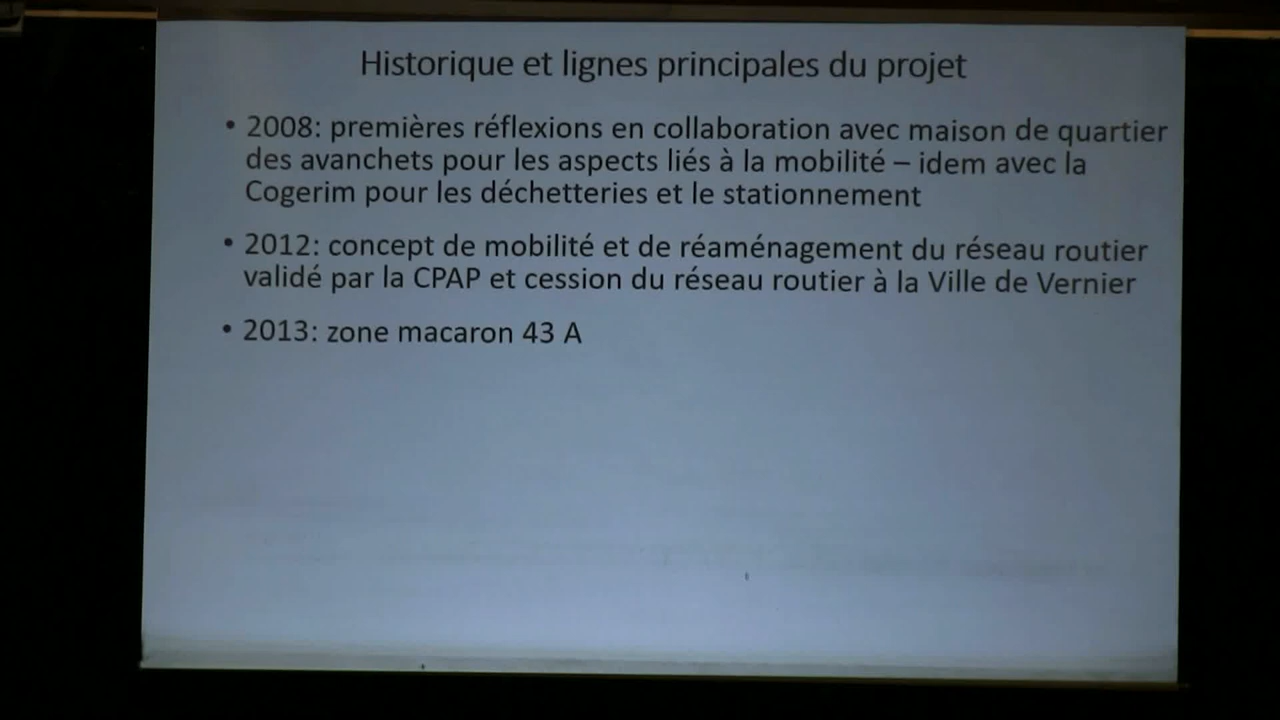 Historique et lignes principales du projet
• 2008: premières réflexions en collaboration avec maison de quartier
des avanchets pour les aspects liés à la mobilité – idem avec la
Cogerim pour les déchetteries et le stationnement
• 2012: concept de mobilité et de réaménagement du réseau routier
validé par la CPAP et cession du réseau routier à la Ville de Vernier
• 2013: zone macaron 43 A